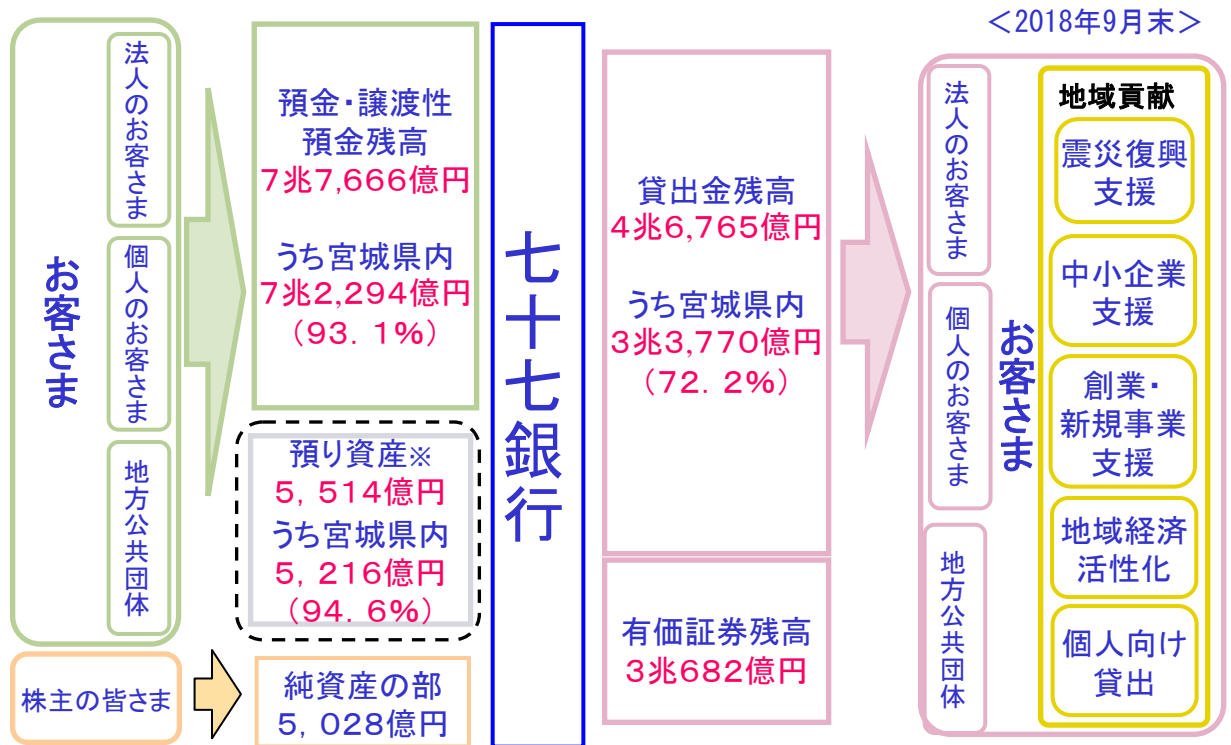 ＜2018年9月末＞
お客さま
法人のお客さま
個人のお客さま
地方公共団体
株主の皆さま
預金・譲渡性
預金残高
7兆7,666億円
うち宮城県内
7兆2,294億円
（93．1%）
預り資産※
5，514億円
うち宮城県内
5，216億円
（94．6%）
純資産の部
5，028億円
七十七銀行
貸出金残高
4兆6,765億円
うち宮城県内
3兆3,770億円
（72．2%）
有価証券残高
3兆682億円
法人のお客さま
個人のお客さま
地方公共団体
お客さま
地域貢献
震災復興
支援
中小企業
支援
創業・
新規事業
支援
地域経済
活性化
個人向け
貸出